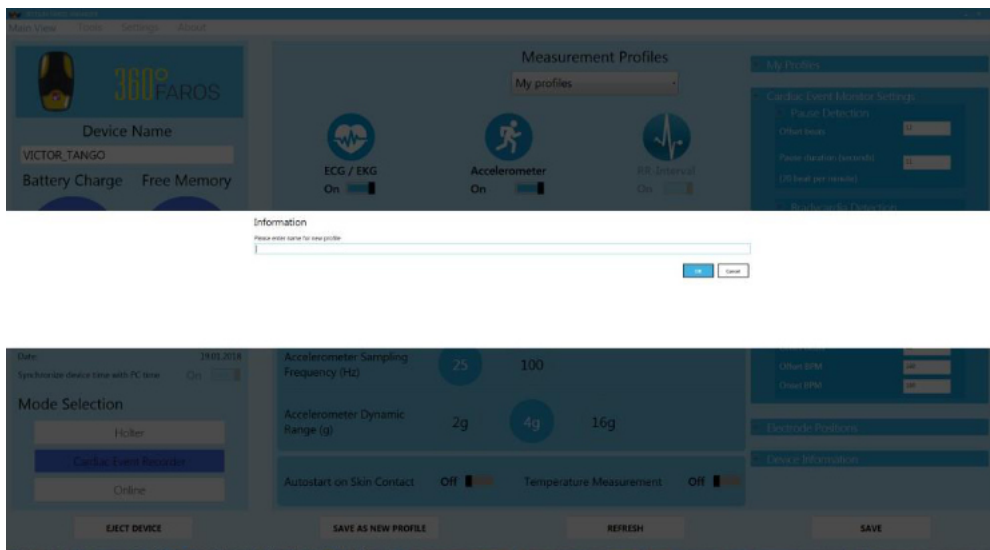 Main View Tools Settings About
360° FAROS
Device Name
VICTOR_TANGO
Battery Charge Free Memory
Measurement Profiles
My profiles
ECG / EKG
On
Accelerometer
On
RR-Interval
On
My Profiles
Cardiac Event Monitor Settings
Pause Detection
Offset beats
Pause duration (seconds)
Bradycardia Detection
Information
Please enter name for new profile
OK Cancel
Date: 19.01.2018
Synchronize device time with PC time On
Mode Selection
Holter
Cardiac Event Recorder
Online
Accelerometer Sampling
Frequency (Hz) 25 100
Accelerometer Dynamic
Range (g) 2g 4g 16g
Autostart on Skin Contact Off Temperature Measurement Off
Offset BPM
Onset BPM
Electrode Positions
Device Information
EJECT DEVICE SAVE AS NEW PROFILE REFRESH SAVE